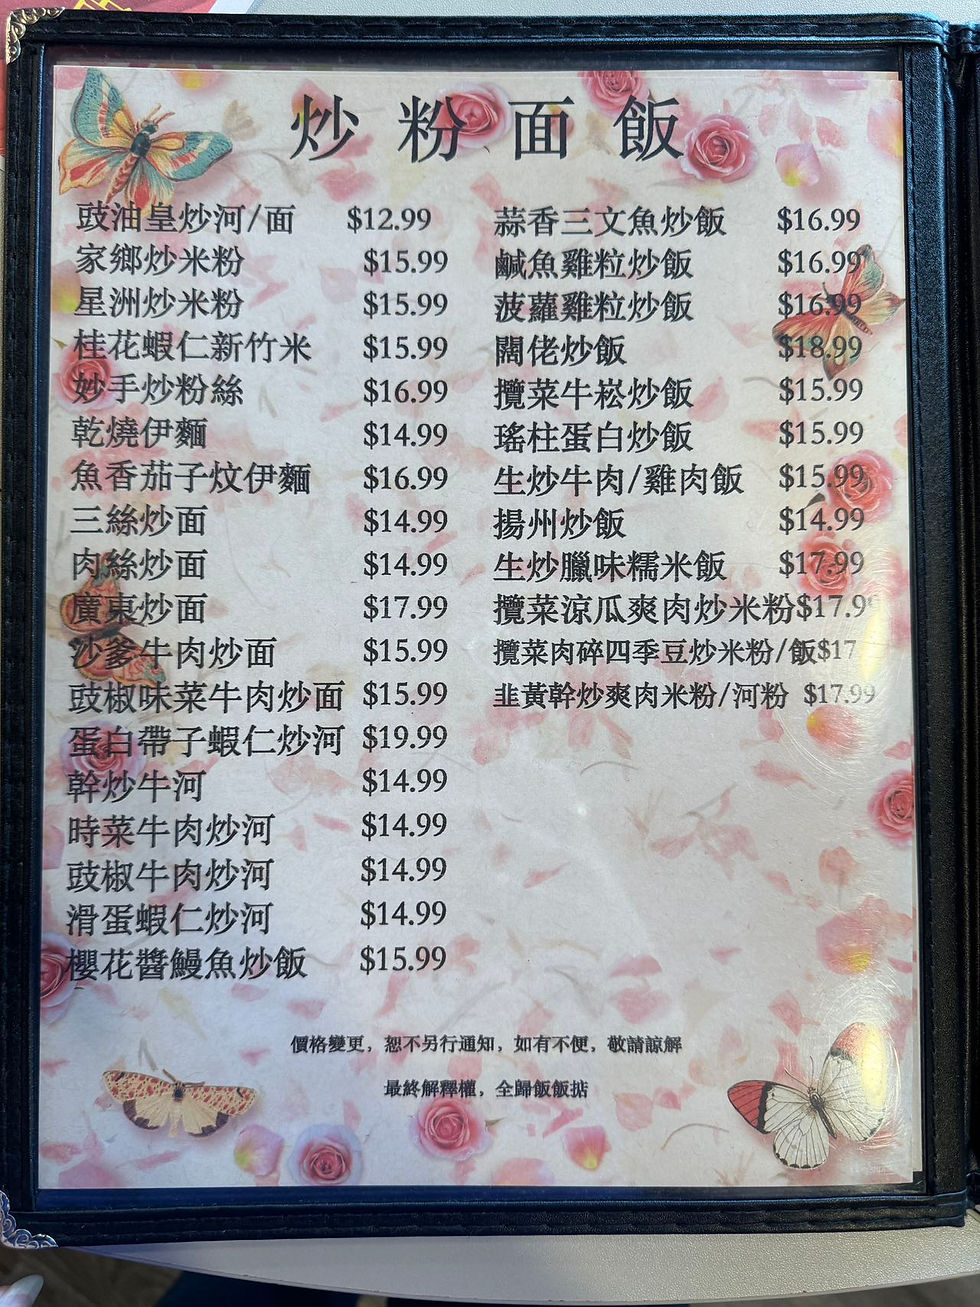 炒粉面飯
豉油皇炒河/面 $12.99
家鄉炒米粉 $15.99
星洲炒米粉 $15.99
桂花蝦仁新竹米 $15.99
妙手炒粉絲 $16.99
乾燒伊麵 $14.99
魚香茄子炆伊麵 $16.99
三絲炒面 $14.99
肉絲炒面 $14.99
廣東炒面 $17.99
沙爹牛肉炒面 $15.99
豉椒味菜牛肉炒面 $15.99
蛋白帶子蝦仁炒河 $19.99
幹炒牛河 $14.99
時菜牛肉炒河 $14.99
豉椒牛肉炒河 $14.99
滑蛋蝦仁炒河 $14.99
櫻花醬鰻魚炒飯 $15.99
蒜香三文魚炒飯 $16.99
鹹魚雞粒炒飯 $16.99
菠蘿雞粒炒飯 $16.99
闊佬炒飯 $18.99
攬菜牛崧炒飯 $15.99
瑤柱蛋白炒飯 $15.99
生炒牛肉/雞肉飯 $15.99
揚州炒飯 $14.99
生炒臘味糯米飯 $17.99
攬菜涼瓜爽肉炒米粉$17.9
攬菜肉碎四季豆炒米粉/飯$17
韭黃幹炒爽肉米粉/河粉 $17.99
價格變更，恕不另行通知，如有不便，敬請諒解
最終解釋權，全歸飯飯掂